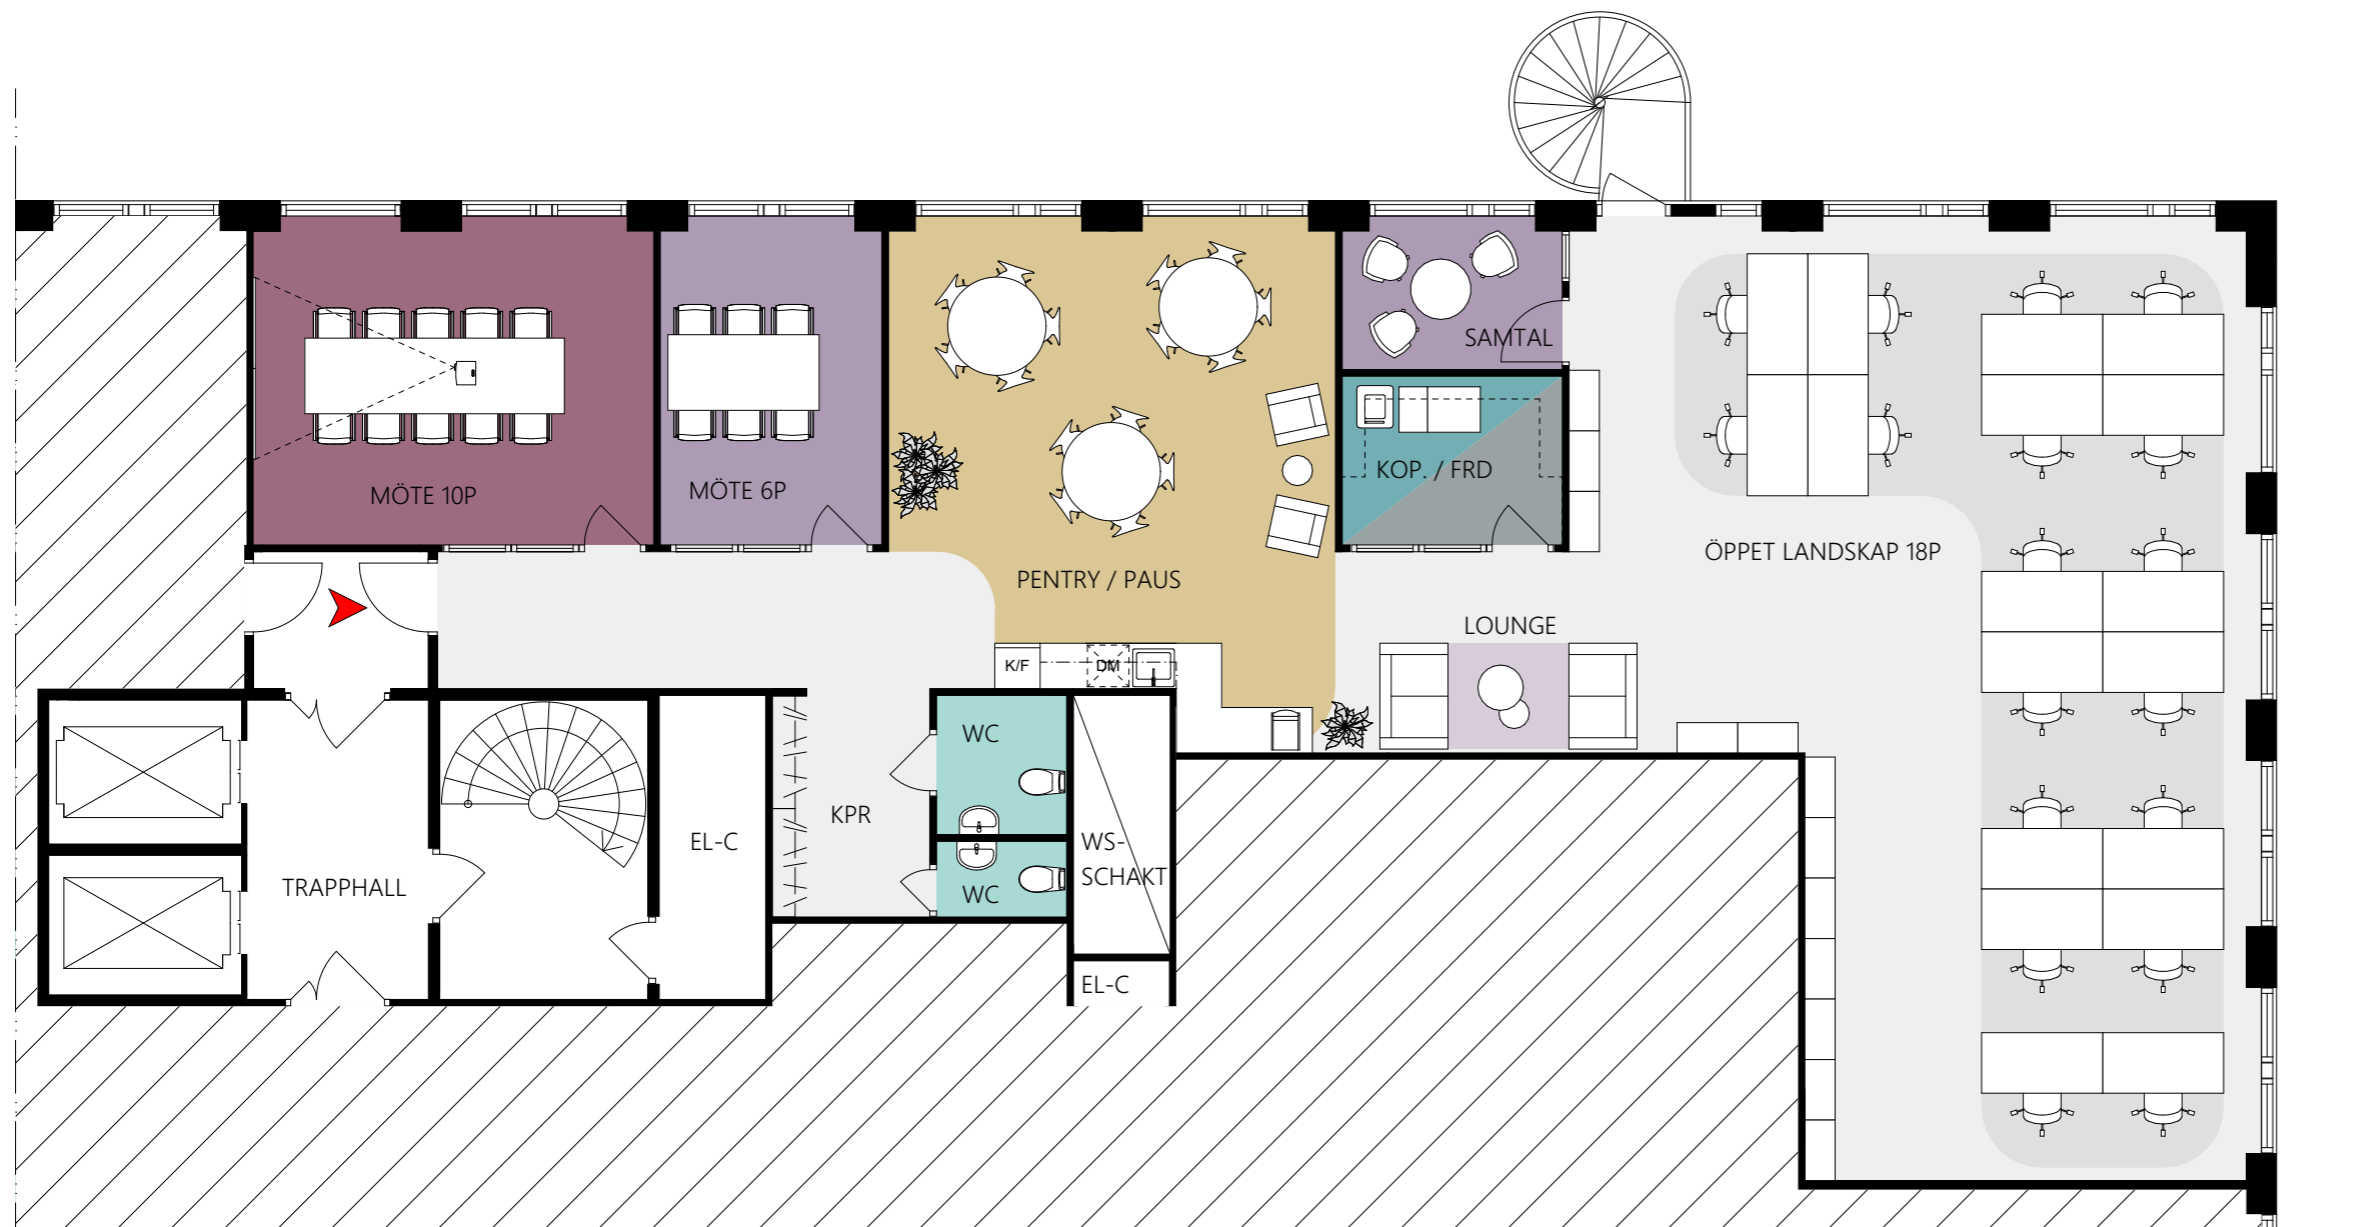 SAMTAL
MÖTE 10P
MÖTE 6P
KOP. / FRD
ÖPPET LANDSKAP 18P
PENTRY / PAUS
LOUNGE
K/F
DM
WC
KPR
EL-C
WS-
SCHAKT
TRAPPHALL
WC
EL-C